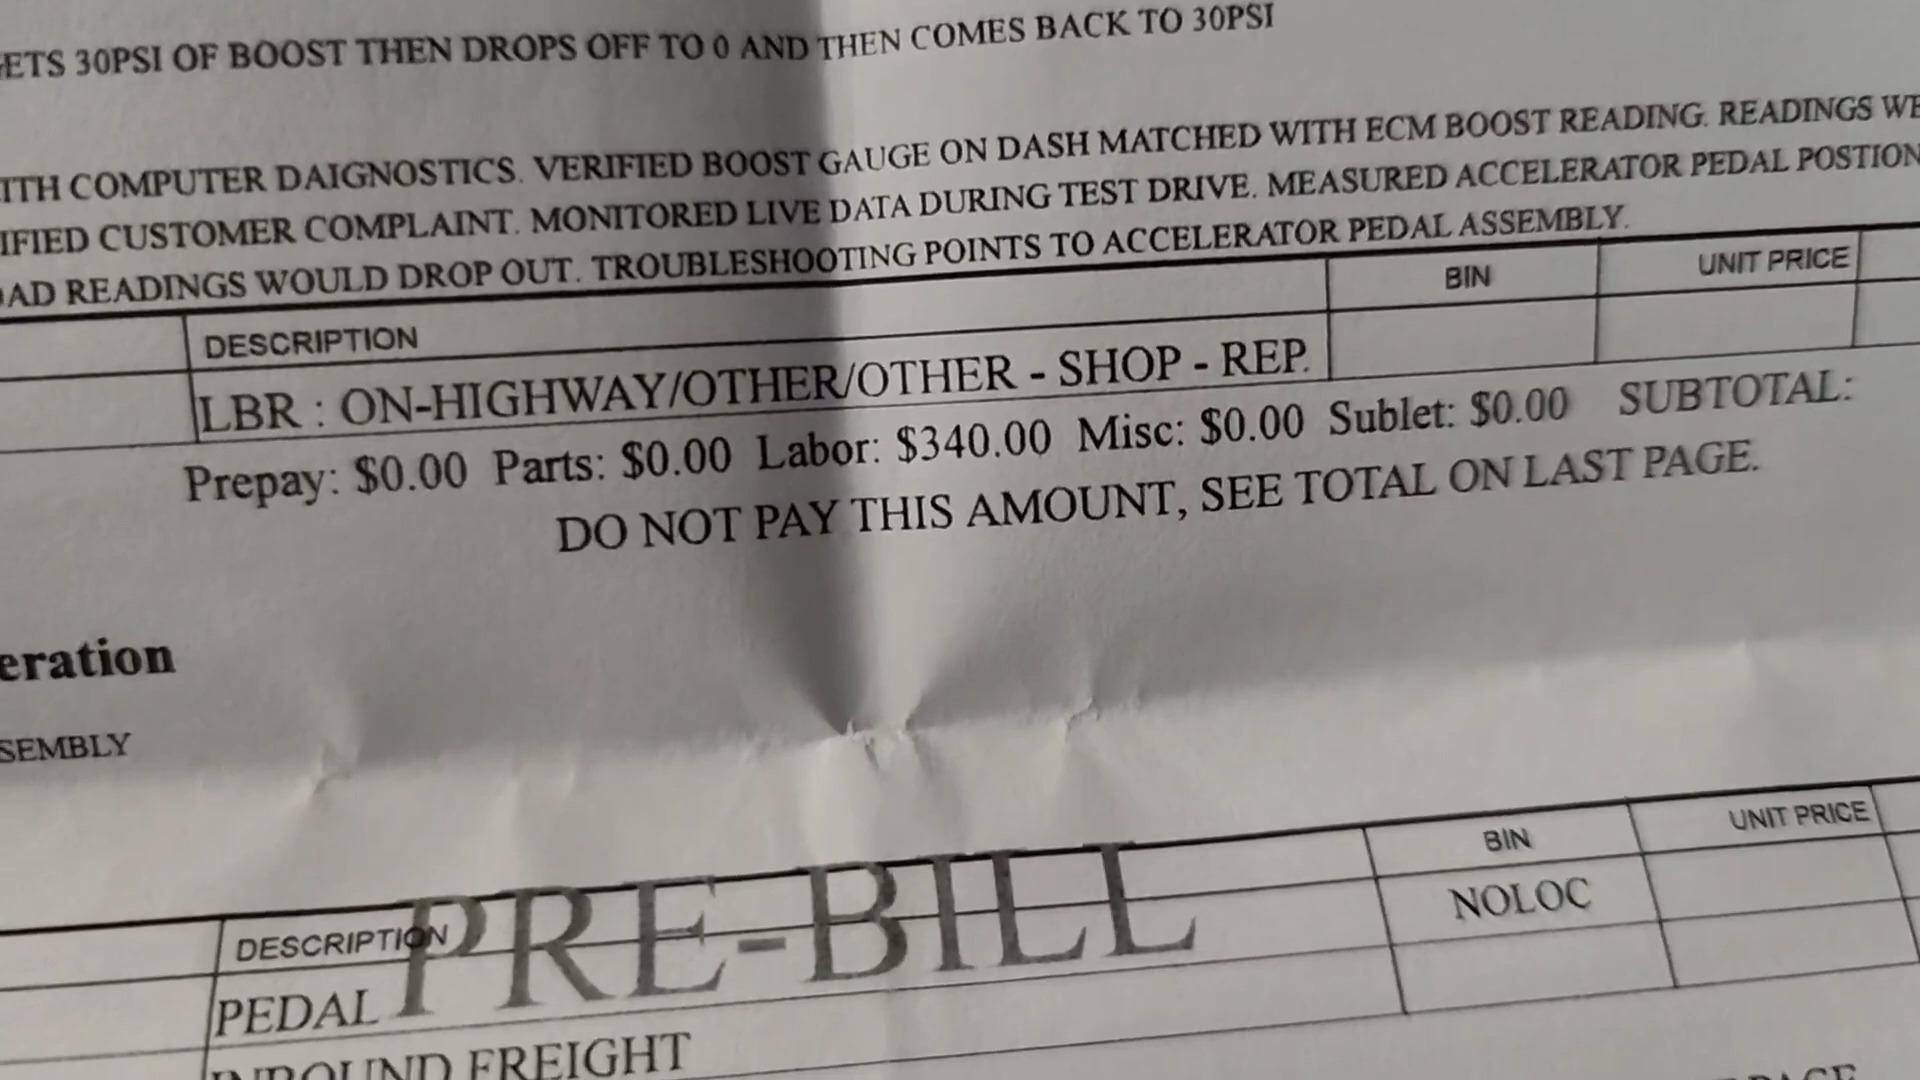 ETS 30PSI OF BOOST THEN DROPS OFF TO 0 AND THEN COMES BACK TO 30PSI
ITH COMPUTER DAIGNOSTICS. VERIFIED BOOST GAUGE ON DASH MATCHED WITH ECM BOOST READING. READINGS WE
IFIED CUSTOMER COMPLAINT. MONITORED LIVE DATA DURING TEST DRIVE. MEASURED ACCELERATOR PEDAL POSTION
OAD READINGS WOULD DROP OUT. TROUBLESHOOTING POINTS TO ACCELERATOR PEDAL ASSEMBLY.
DESCRIPTION BIN UNIT PRICE
LBR : ON-HIGHWAY/OTHER/OTHER - SHOP - REP.
Prepay: $0.00 Parts: $0.00 Labor: $340.00 Misc: $0.00 Sublet: $0.00 SUBTOTAL:
DO NOT PAY THIS AMOUNT, SEE TOTAL ON LAST PAGE.
eration
SEMBLY
DESCRIPTION BIN UNIT PRICE
PRE-BILL
PEDAL NOLOC
INBOUND FREIGHT
PAGE